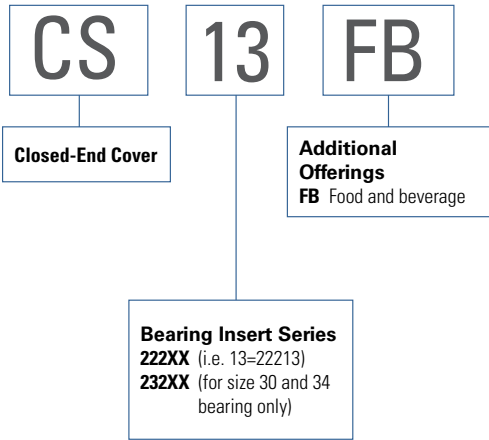 CS 13 FB
Closed-End Cover
Additional
Offerings
FB Food and beverage
Bearing Insert Series
222XX (i.e. 13=22213)
232XX (for size 30 and 34
bearing only)